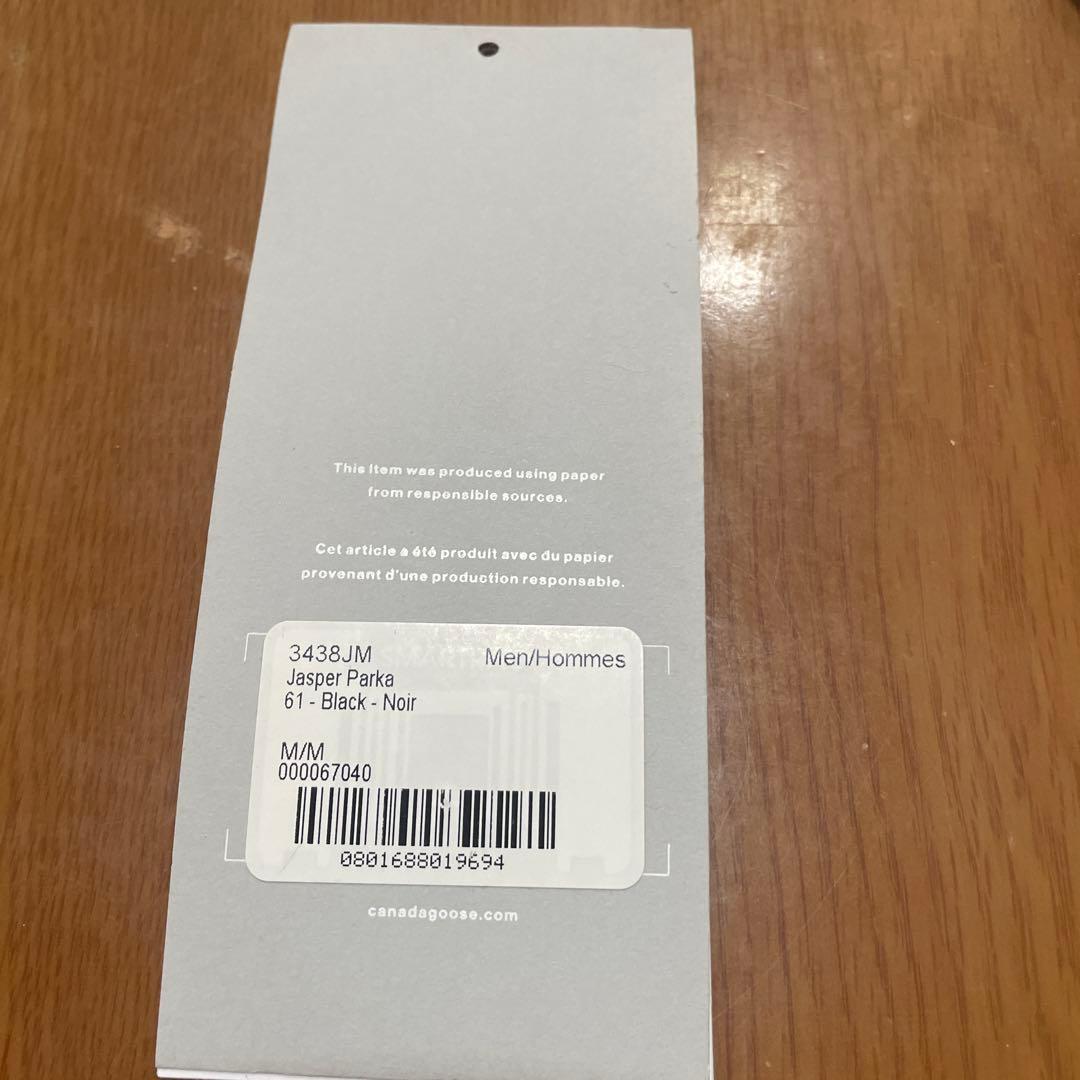 This item was produced using paper
from responsible sources.
Cet article a été produit avec du papier
provenant d'une production responsable.
3438JM Men/Hommes
Jasper Parka
61 - Black - Noir
M/M
000067040
0801688019694
canadagoose.com